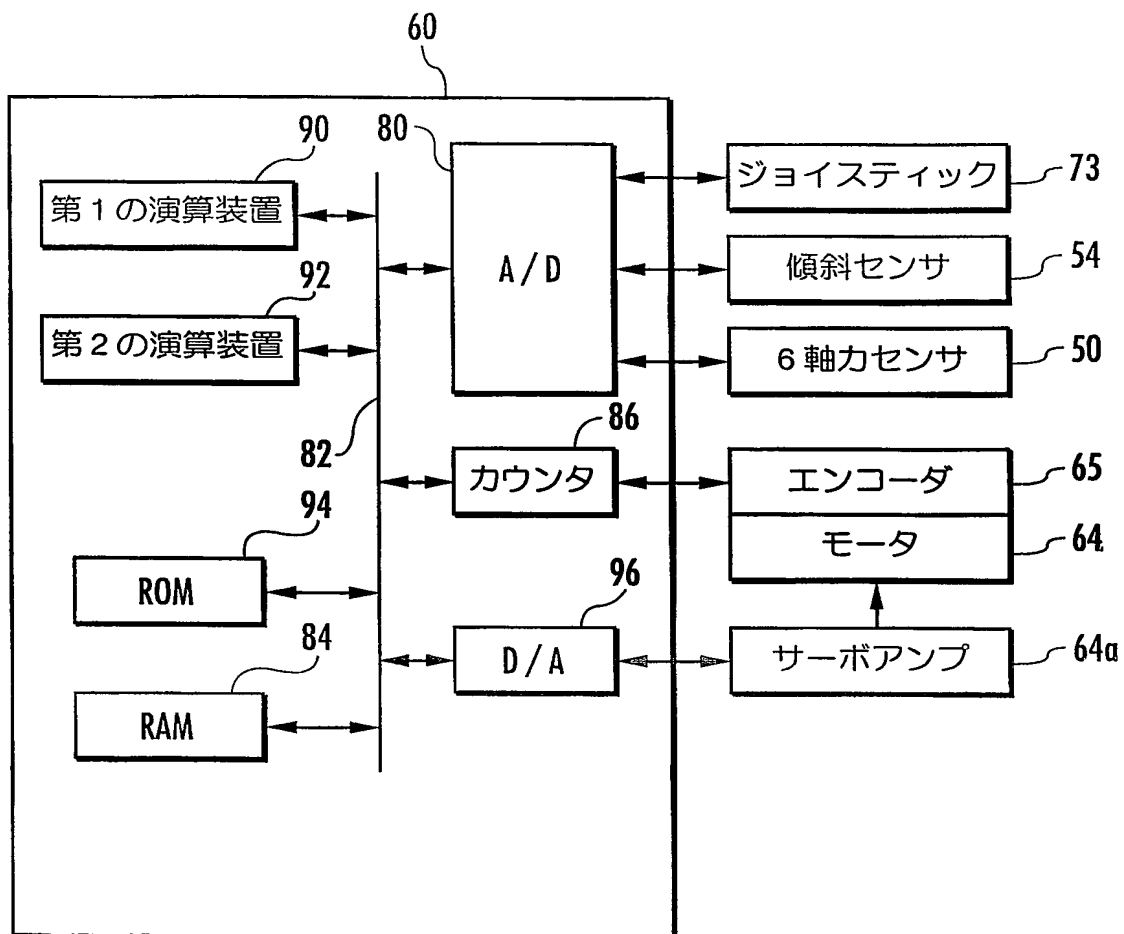 60
90
第1の演算装置
80
A/D
ジョイスティック
73
92
第2の演算装置
傾斜センサ
54
6軸力センサ
50
82
86
カウンタ
エンコーダ
65
モータ
64
94
ROM
96
D/A
サーボアンプ
64a
84
RAM